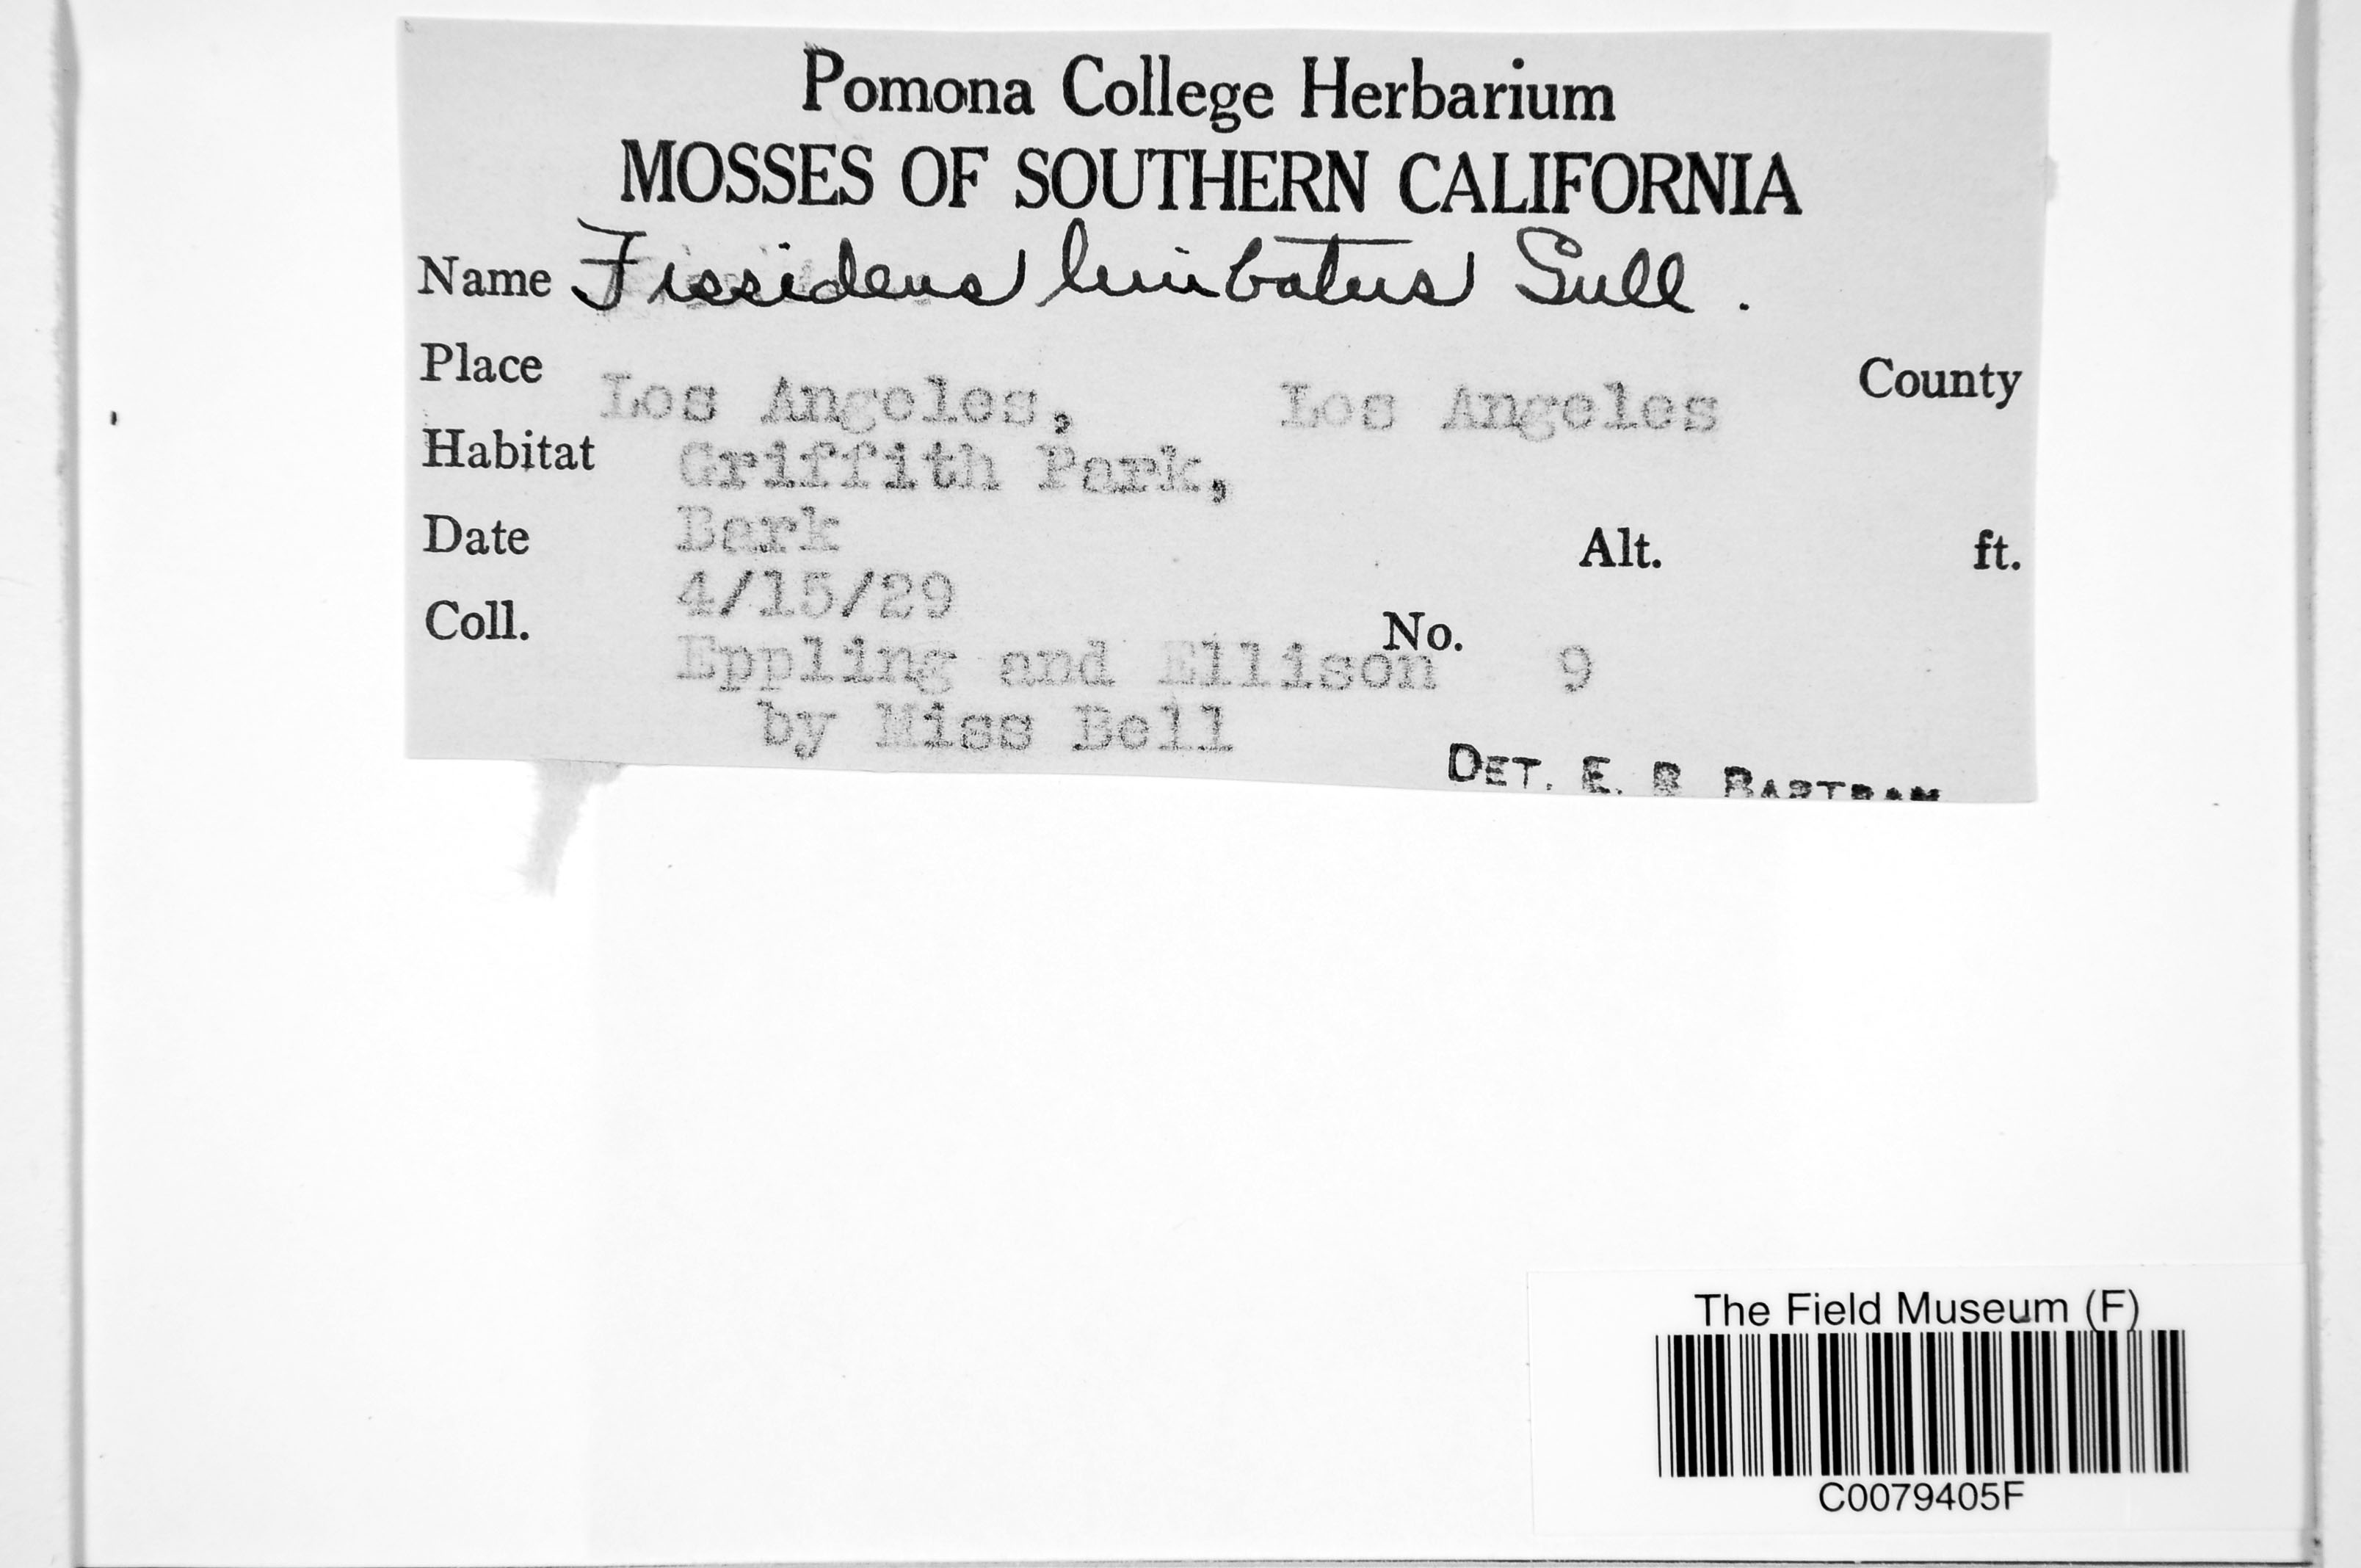 Pomona College Herbarium
MOSSES OF SOUTHERN CALIFORNIA
Name Fissidens limbatus Sull.
Place Los Angeles, Los Angeles County
Habitat Griffith Park,
Bark
Date 4/15/29 Alt. ft.
Coll. Eppling and Ellison No. 9
by Miss Bell
DET. E. B BARTRAM
The Field Museum (F)
C0079405F